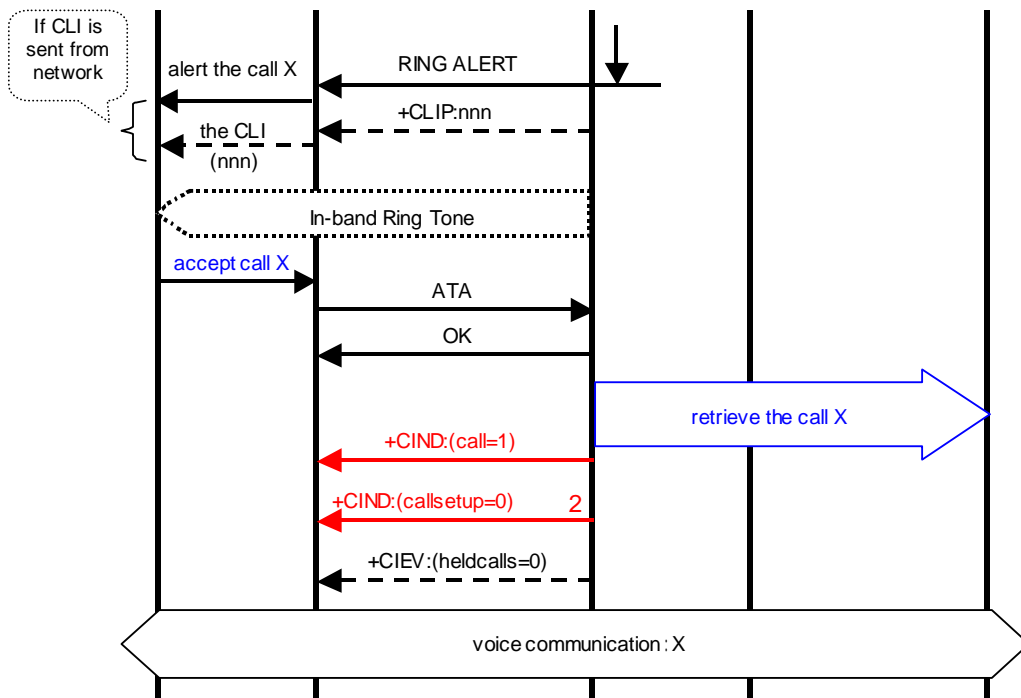 If CLI is
sent from
network
alert the call X
RING ALERT
+CLIP:nnn
the CLI
(nnn)
In-band Ring Tone
accept call X
ATA
OK
retrieve the call X
+CIND:(call=1)
+CIND:(callsetup=0) 2
+CIEV:(heldcalls=0)
voice communication: X